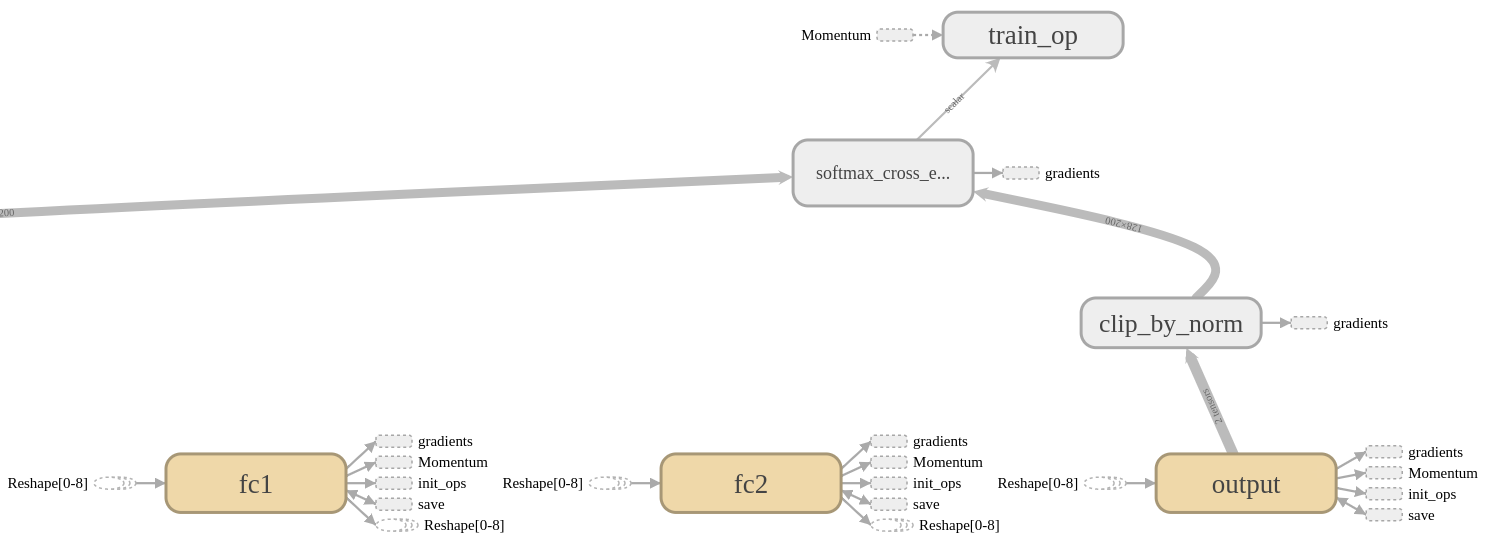 Momentum
train_op
scalar
softmax_cross_e...
gradients
200
128×200
clip_by_norm
gradients
2 tensors
Reshape[0-8]
fc1
gradients
Momentum
init_ops
save
Reshape[0-8]
Reshape[0-8]
fc2
gradients
Momentum
init_ops
save
Reshape[0-8]
Reshape[0-8]
output
gradients
Momentum
init_ops
save